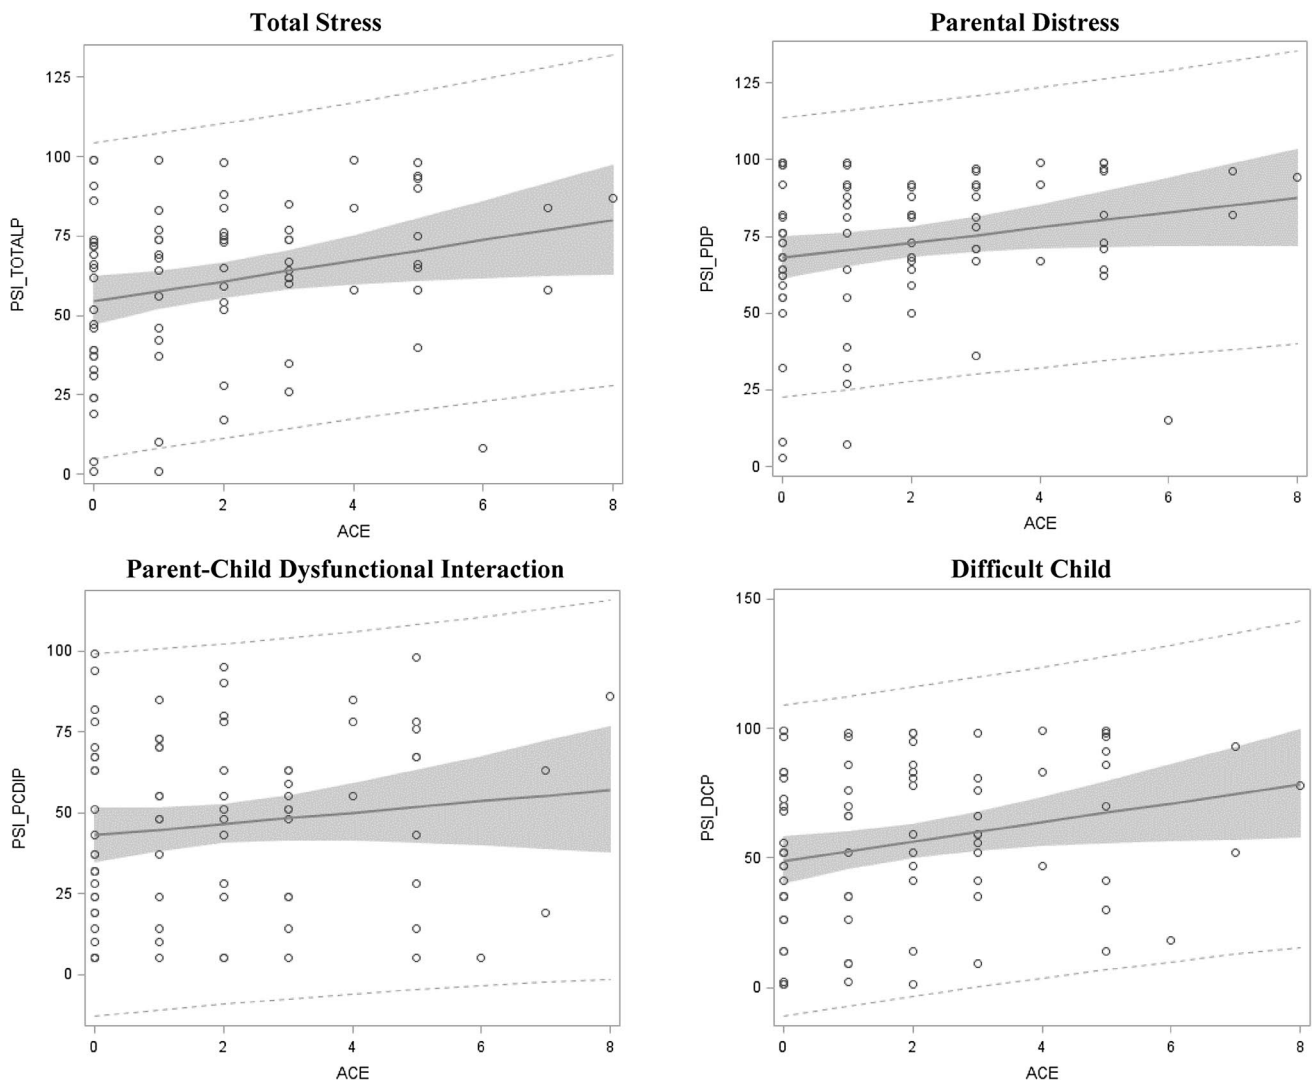 Total Stress
125
100
75
50
25
0
PSI_TOTALP
0 2 4 6 8
ACE
Parental Distress
125
100
75
50
25
0
PSI_PDP
0 2 4 6 8
ACE
Parent-Child Dysfunctional Interaction
100
75
50
25
0
PSI_PCDIP
0 2 4 6 8
ACE
Difficult Child
150
100
50
0
PSI_DCP
0 2 4 6 8
ACE